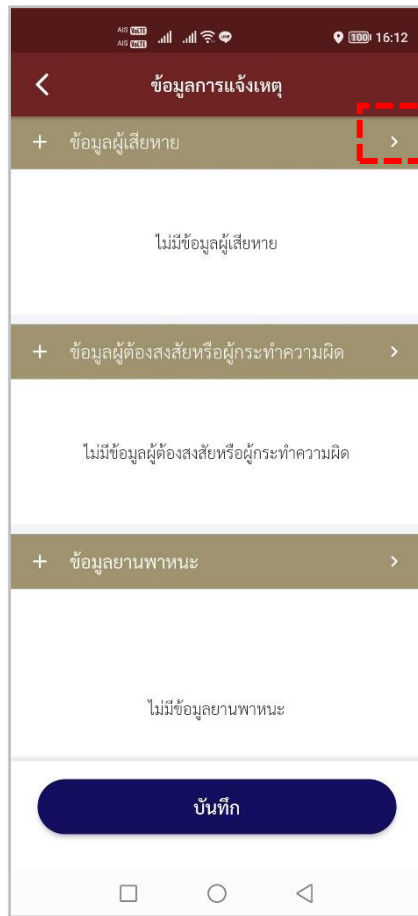 AIS VoLTE
AIS VoLTE
100 16:12
ข้อมูลการแจ้งเหตุ
+ ข้อมูลผู้เสียหาย >
ไม่มีข้อมูลผู้เสียหาย
+ ข้อมูลผู้ต้องสงสัยหรือผู้กระทำความผิด >
ไม่มีข้อมูลผู้ต้องสงสัยหรือผู้กระทำความผิด
+ ข้อมูลยานพาหนะ >
ไม่มีข้อมูลยานพาหนะ
บันทึก